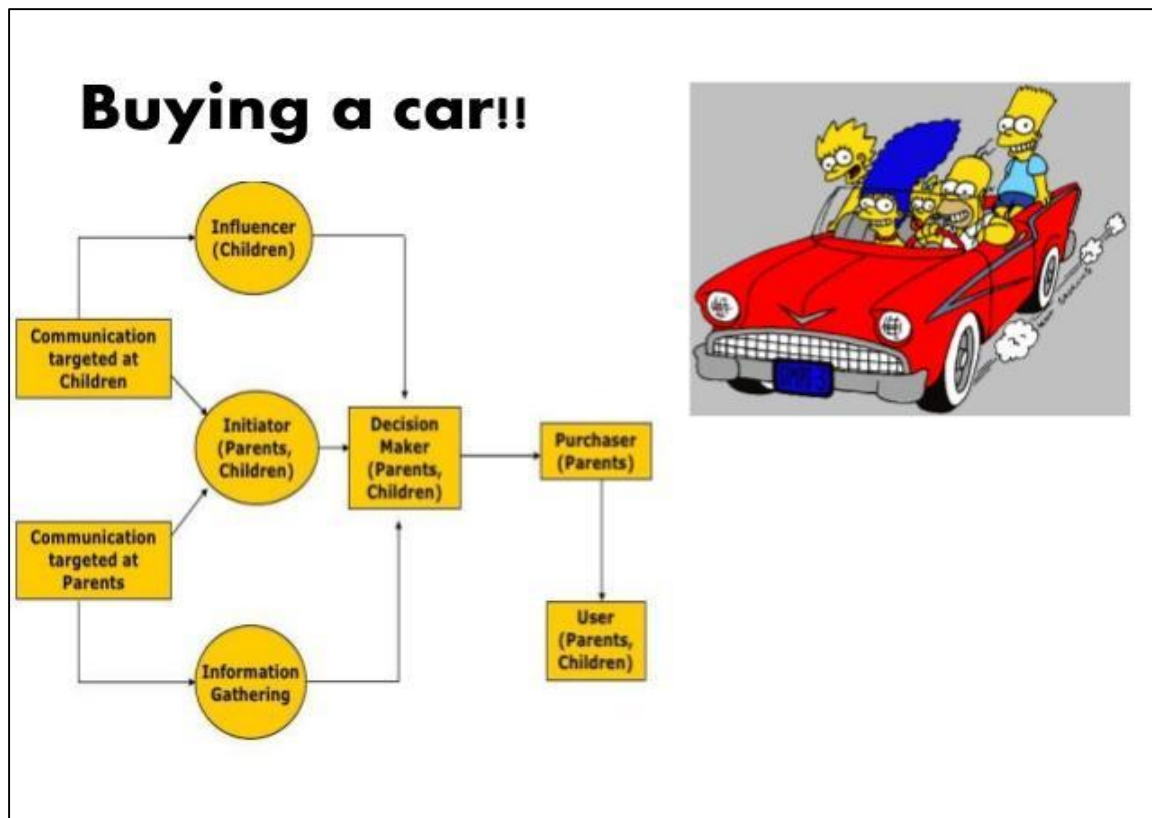 Buying a car!!
Influencer
(Children)
Communication
targeted at
Children
Initiator
(Parents,
Children)
Decision
Maker
(Parents,
Children)
Purchaser
(Parents)
Communication
targeted at
Parents
User
(Parents,
Children)
Information
Gathering